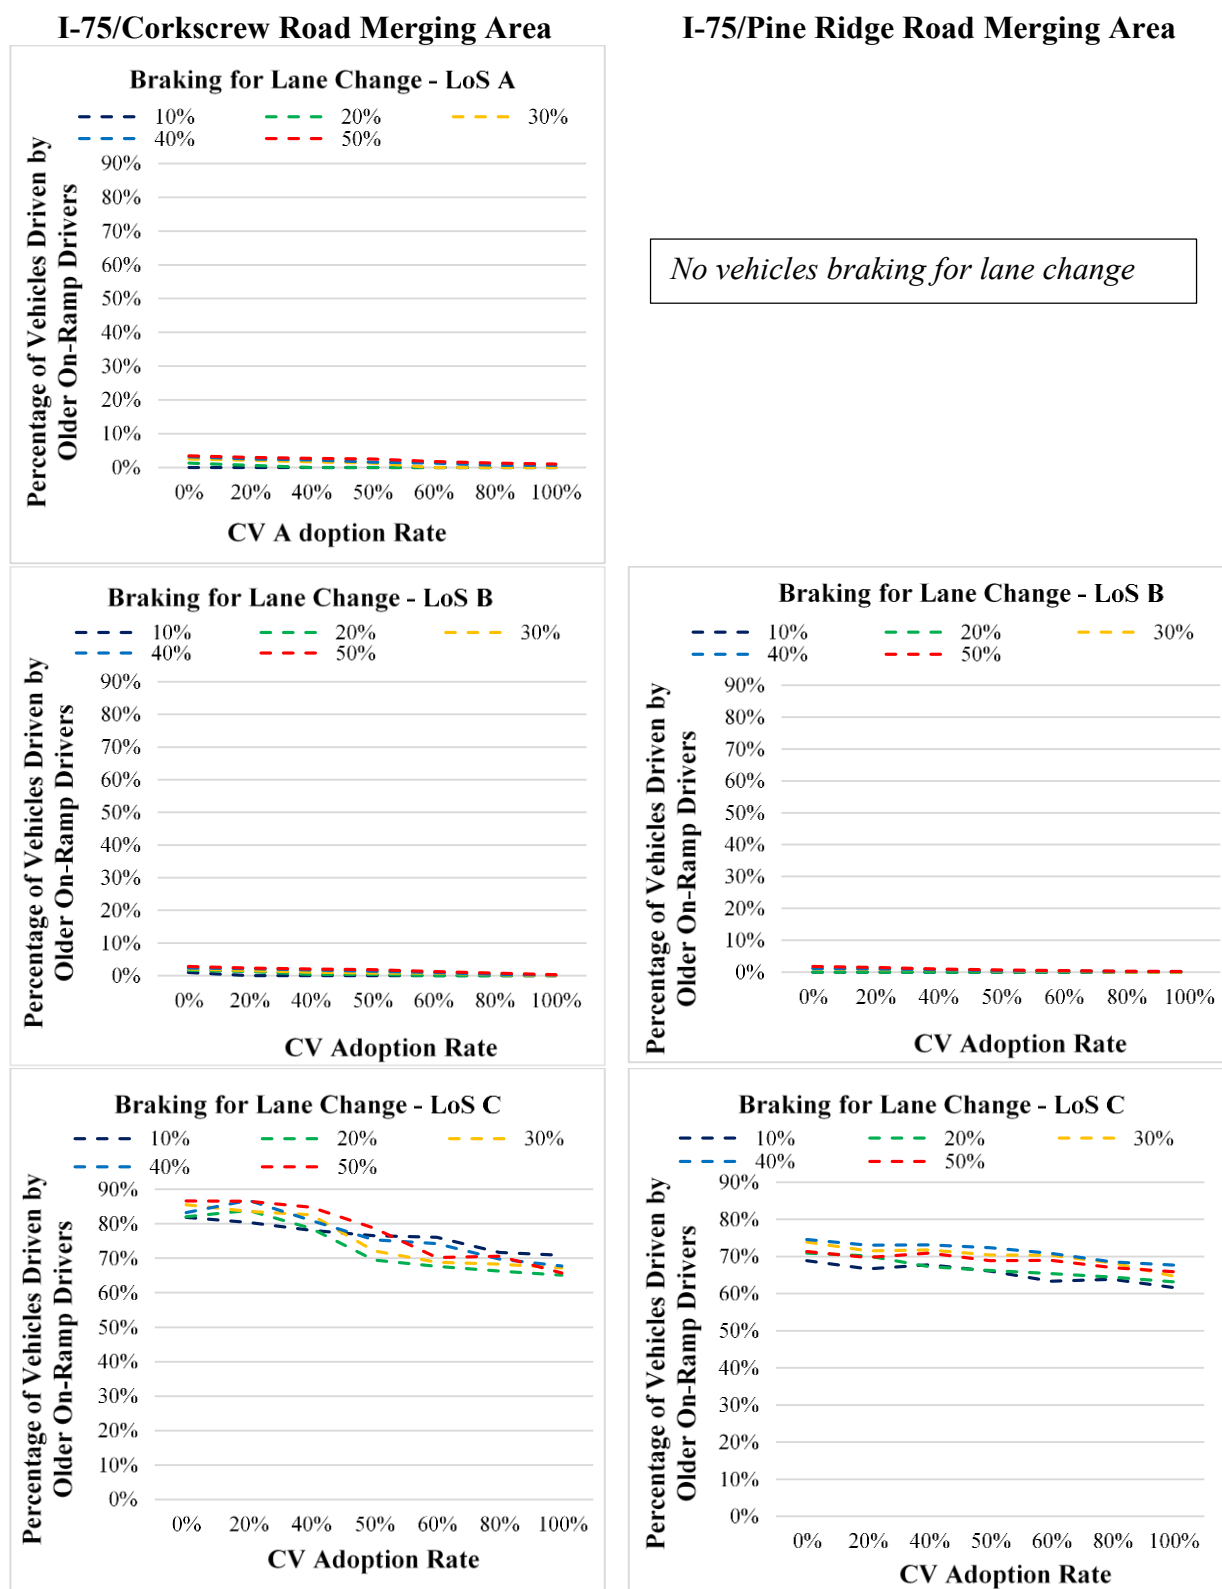 I-75/Corkscrew Road Merging Area
I-75/Pine Ridge Road Merging Area
Braking for Lane Change - LoS A
10%
20%
30%
40%
50%
Percentage of Vehicles Driven by
Older On-Ramp Drivers
90%
80%
70%
60%
50%
40%
30%
20%
10%
0%
0% 20% 40% 50% 60% 80% 100%
CV A doption Rate
No vehicles braking for lane change
Braking for Lane Change - LoS B
10%
20%
30%
40%
50%
Percentage of Vehicles Driven by
Older On-Ramp Drivers
90%
80%
70%
60%
50%
40%
30%
20%
10%
0%
0% 20% 40% 50% 60% 80% 100%
CV Adoption Rate
Braking for Lane Change - LoS B
10%
20%
30%
40%
50%
Percentage of Vehicles Driven by
Older On-Ramp Drivers
90%
80%
70%
60%
50%
40%
30%
20%
10%
0%
0% 20% 40% 50% 60% 80% 100%
CV Adoption Rate
Braking for Lane Change - LoS C
10%
20%
30%
40%
50%
Percentage of Vehicles Driven by
Older On-Ramp Drivers
90%
80%
70%
60%
50%
40%
30%
20%
10%
0%
0% 20% 40% 50% 60% 80% 100%
CV Adoption Rate
Braking for Lane Change - LoS C
10%
20%
30%
40%
50%
Percentage of Vehicles Driven by
Older On-Ramp Drivers
90%
80%
70%
60%
50%
40%
30%
20%
10%
0%
0% 20% 40% 50% 60% 80% 100%
CV Adoption Rate